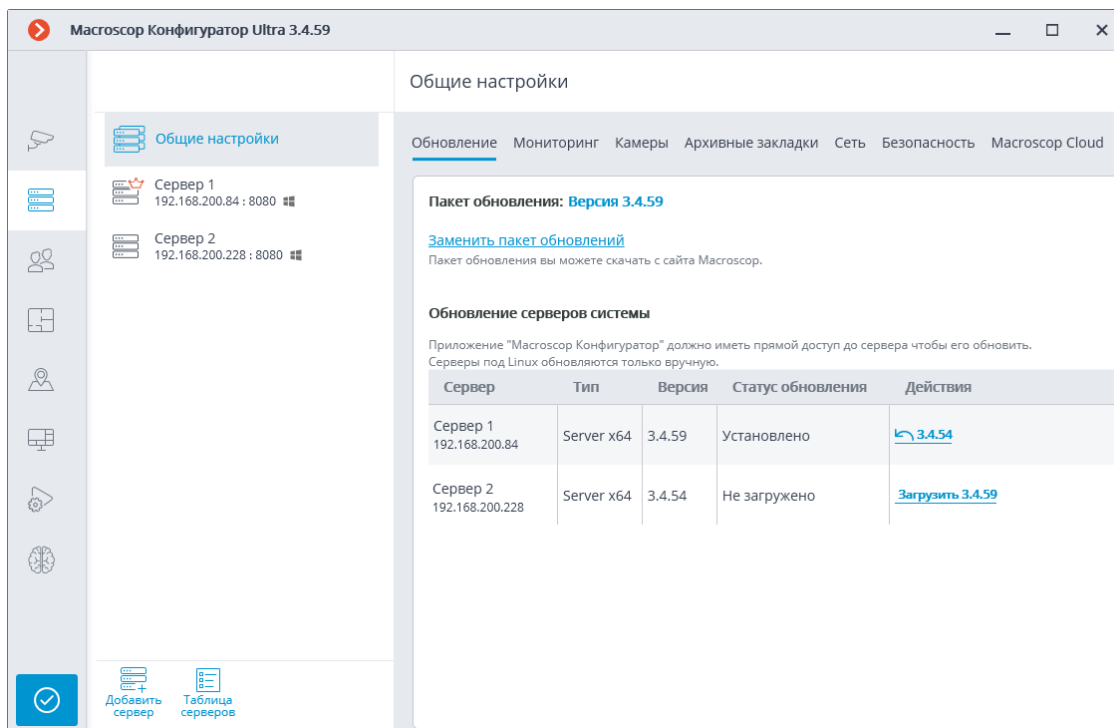 Macroscop Конфигуратор Ultra 3.4.59
Общие настройки
Сервер 1
192.168.200.84 : 8080
Сервер 2
192.168.200.228 : 8080
Добавить
сервер
Таблица
серверов
Общие настройки
Обновление Мониторинг Камеры Архивные закладки Сеть Безопасность Macroscop Cloud
Пакет обновления: Версия 3.4.59
Заменить пакет обновлений
Пакет обновления вы можете скачать с сайта Macroscop.
Обновление серверов системы
Приложение "Macroscop Конфигуратор" должно иметь прямой доступ до сервера чтобы его обновить.
Серверы под Linux обновляются только вручную.
Сервер Тип Версия Статус обновления Действия
Сервер 1
192.168.200.84
Server x64 3.4.59 Установлено 3.4.54
Сервер 2
192.168.200.228
Server x64 3.4.54 Не загружено Загрузить 3.4.59